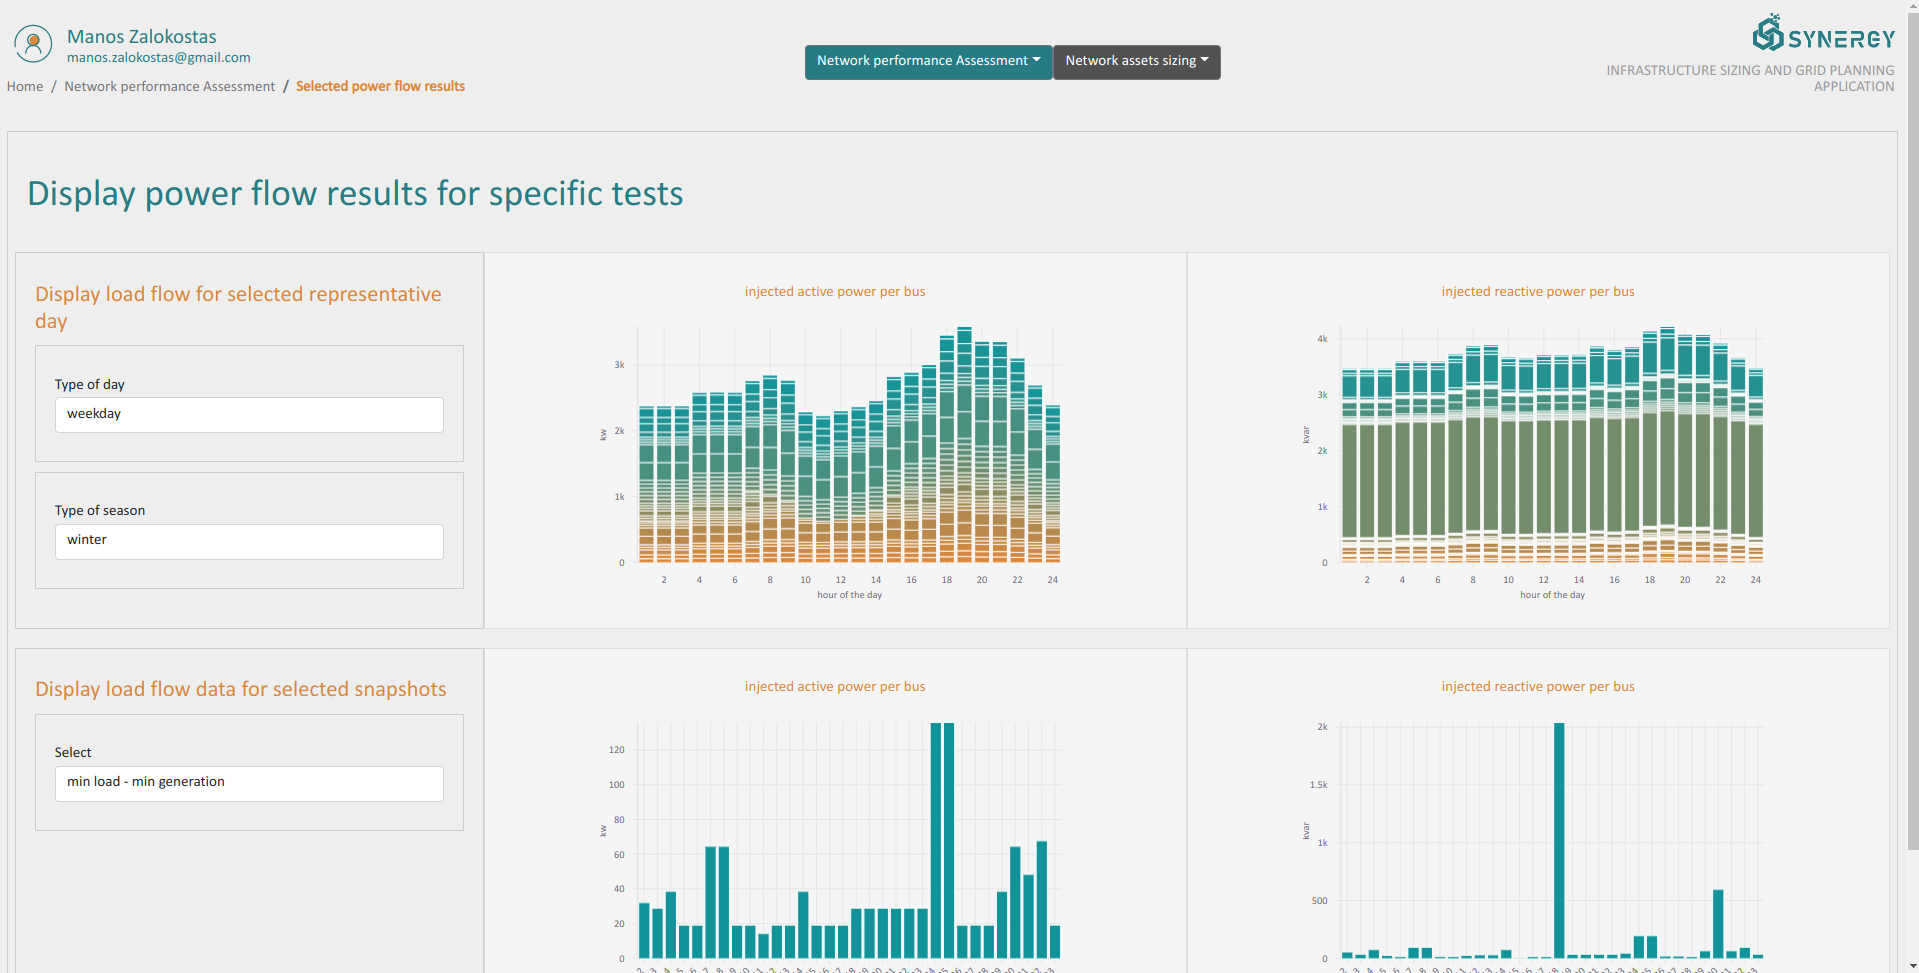 Manos Zalokostas
manos.zalokostas@gmail.com
Home / Network performance Assessment / Selected power flow results
Network performance Assessment
Network assets sizing
SYNERGY
INFRASTRUCTURE SIZING AND GRID PLANNING
APPLICATION
Display power flow results for specific tests
Display load flow for selected representative
day
Type of day
weekday
Type of season
winter
injected active power per bus
3k
2k
1k
0
kw
2 4 6 8 10 12 14 16 18 20 22 24
hour of the day
injected reactive power per bus
4k
3k
2k
1k
0
kvar
2 4 6 8 10 12 14 16 18 20 22 24
hour of the day
Display load flow data for selected snapshots
Select
min load - min generation
injected active power per bus
120
100
80
60
40
20
0
kw
injected reactive power per bus
2k
1.5k
1k
500
0
kvar